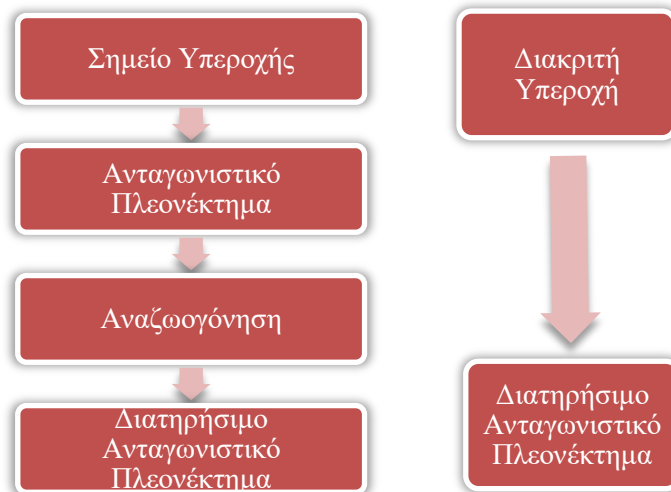 Σημείο Υπεροχής
Ανταγωνιστικό
Πλεονέκτημα
Αναζωογόνηση
Διατηρήσιμο
Ανταγωνιστικό
Πλεονέκτημα
Διακριτή
Υπεροχή
Διατηρήσιμο
Ανταγωνιστικό
Πλεονέκτημα